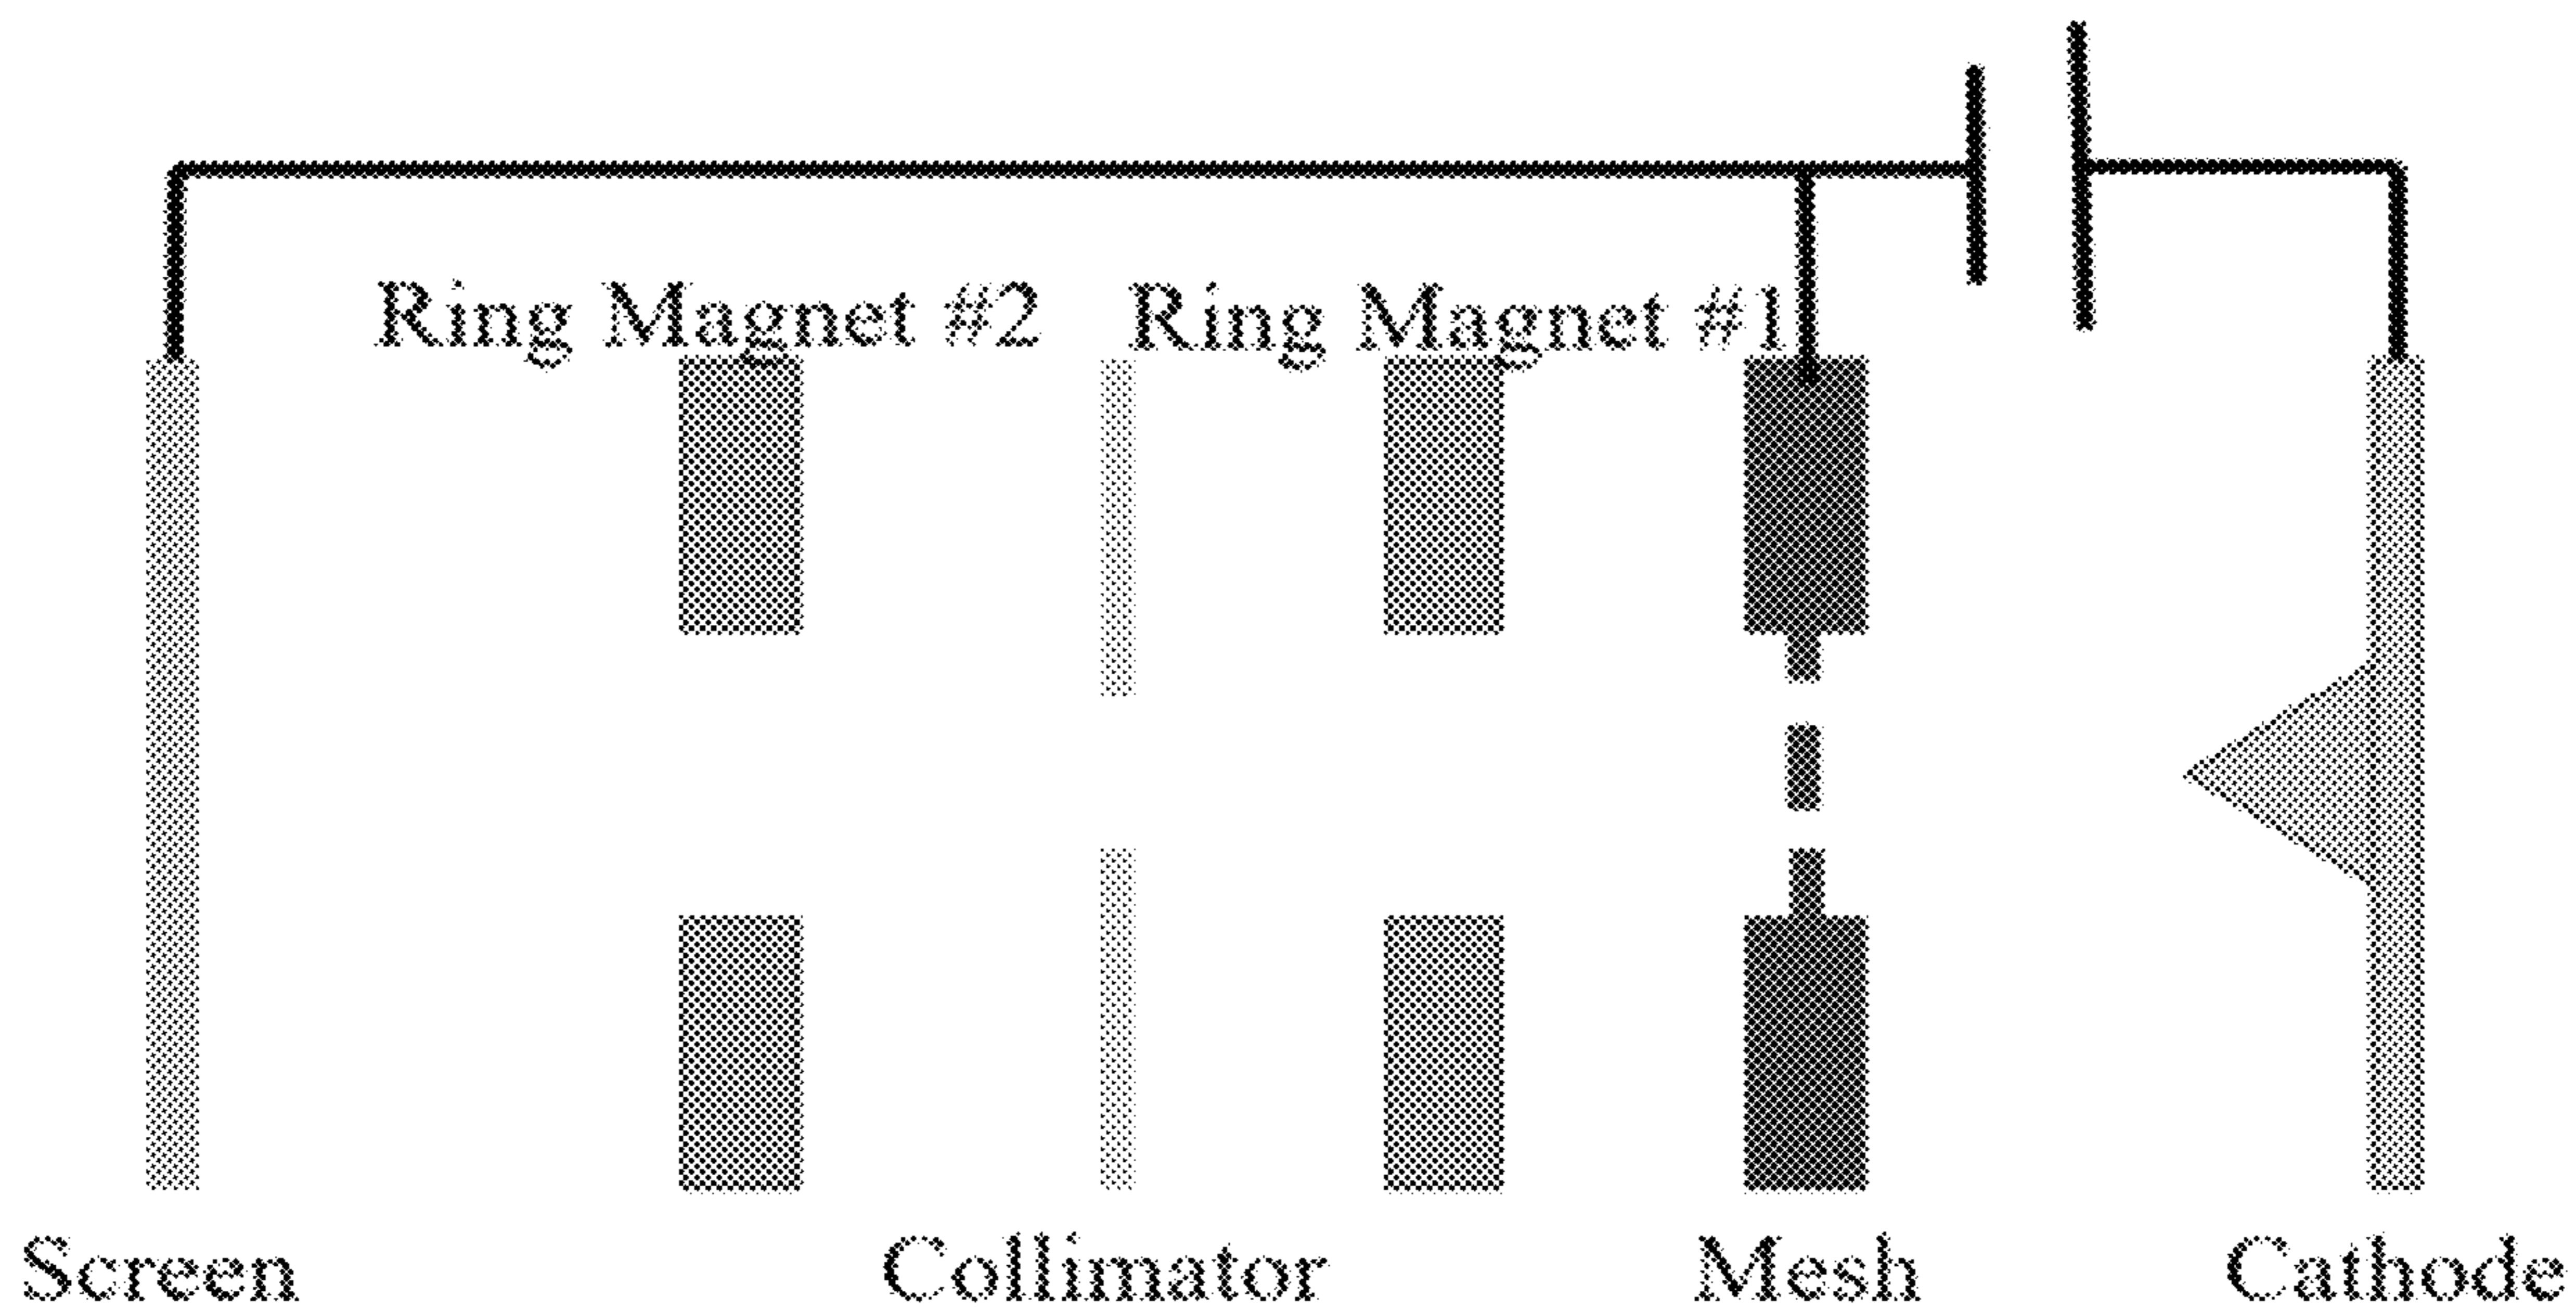 Ring Magnet #2 Ring Magnet #1
Screen Collimator Mesh Cathode